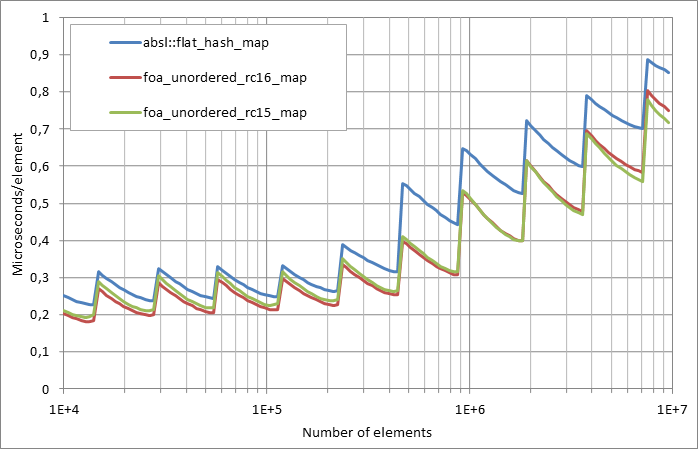 1
0,9
0,8
0,7
0,6
0,5
0,4
0,3
0,2
0,1
0
Microseconds/element
absl::flat_hash_map
foa_unordered_rc16_map
foa_unordered_rc15_map
1E+4 1E+5 1E+6 1E+7
Number of elements